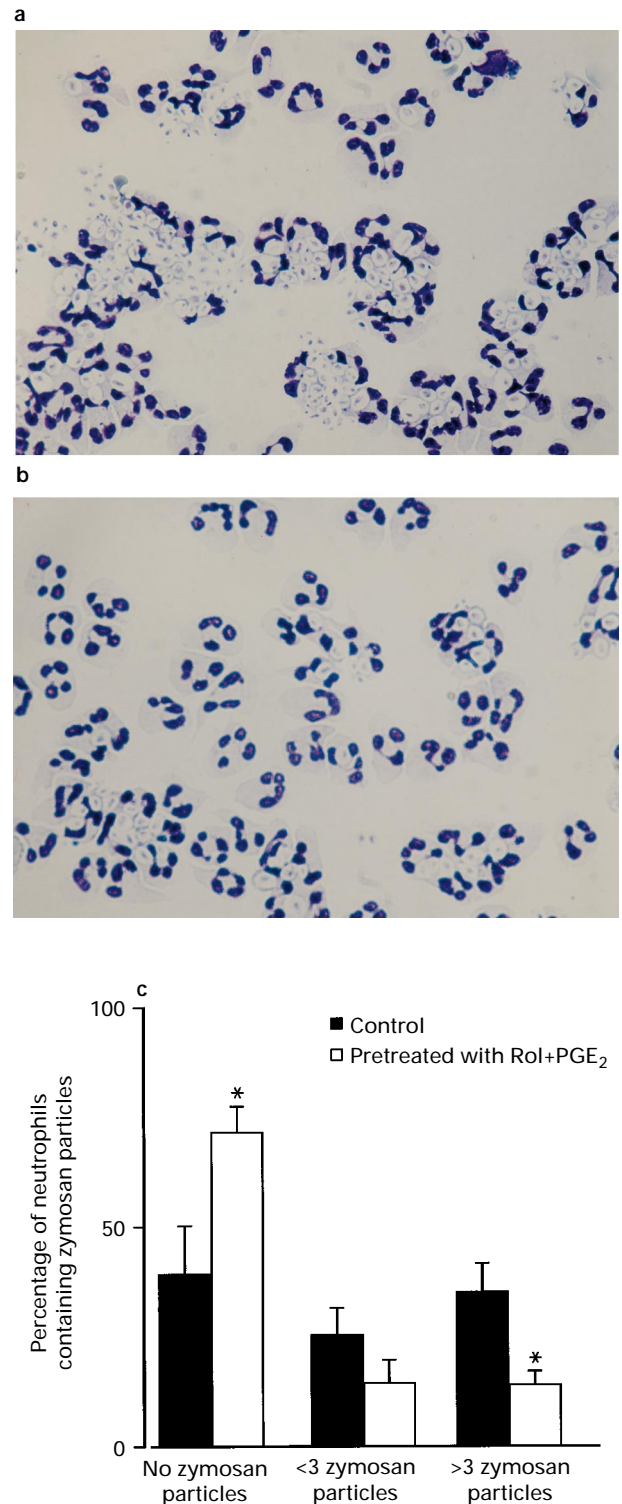 a
b
c
100
50
0
Percentage of neutrophils
containing zymosan particles
Control
Pretreated with Rol+PGE₂
*
*
No zymosan
particles
<3 zymosan
particles
>3 zymosan
particles